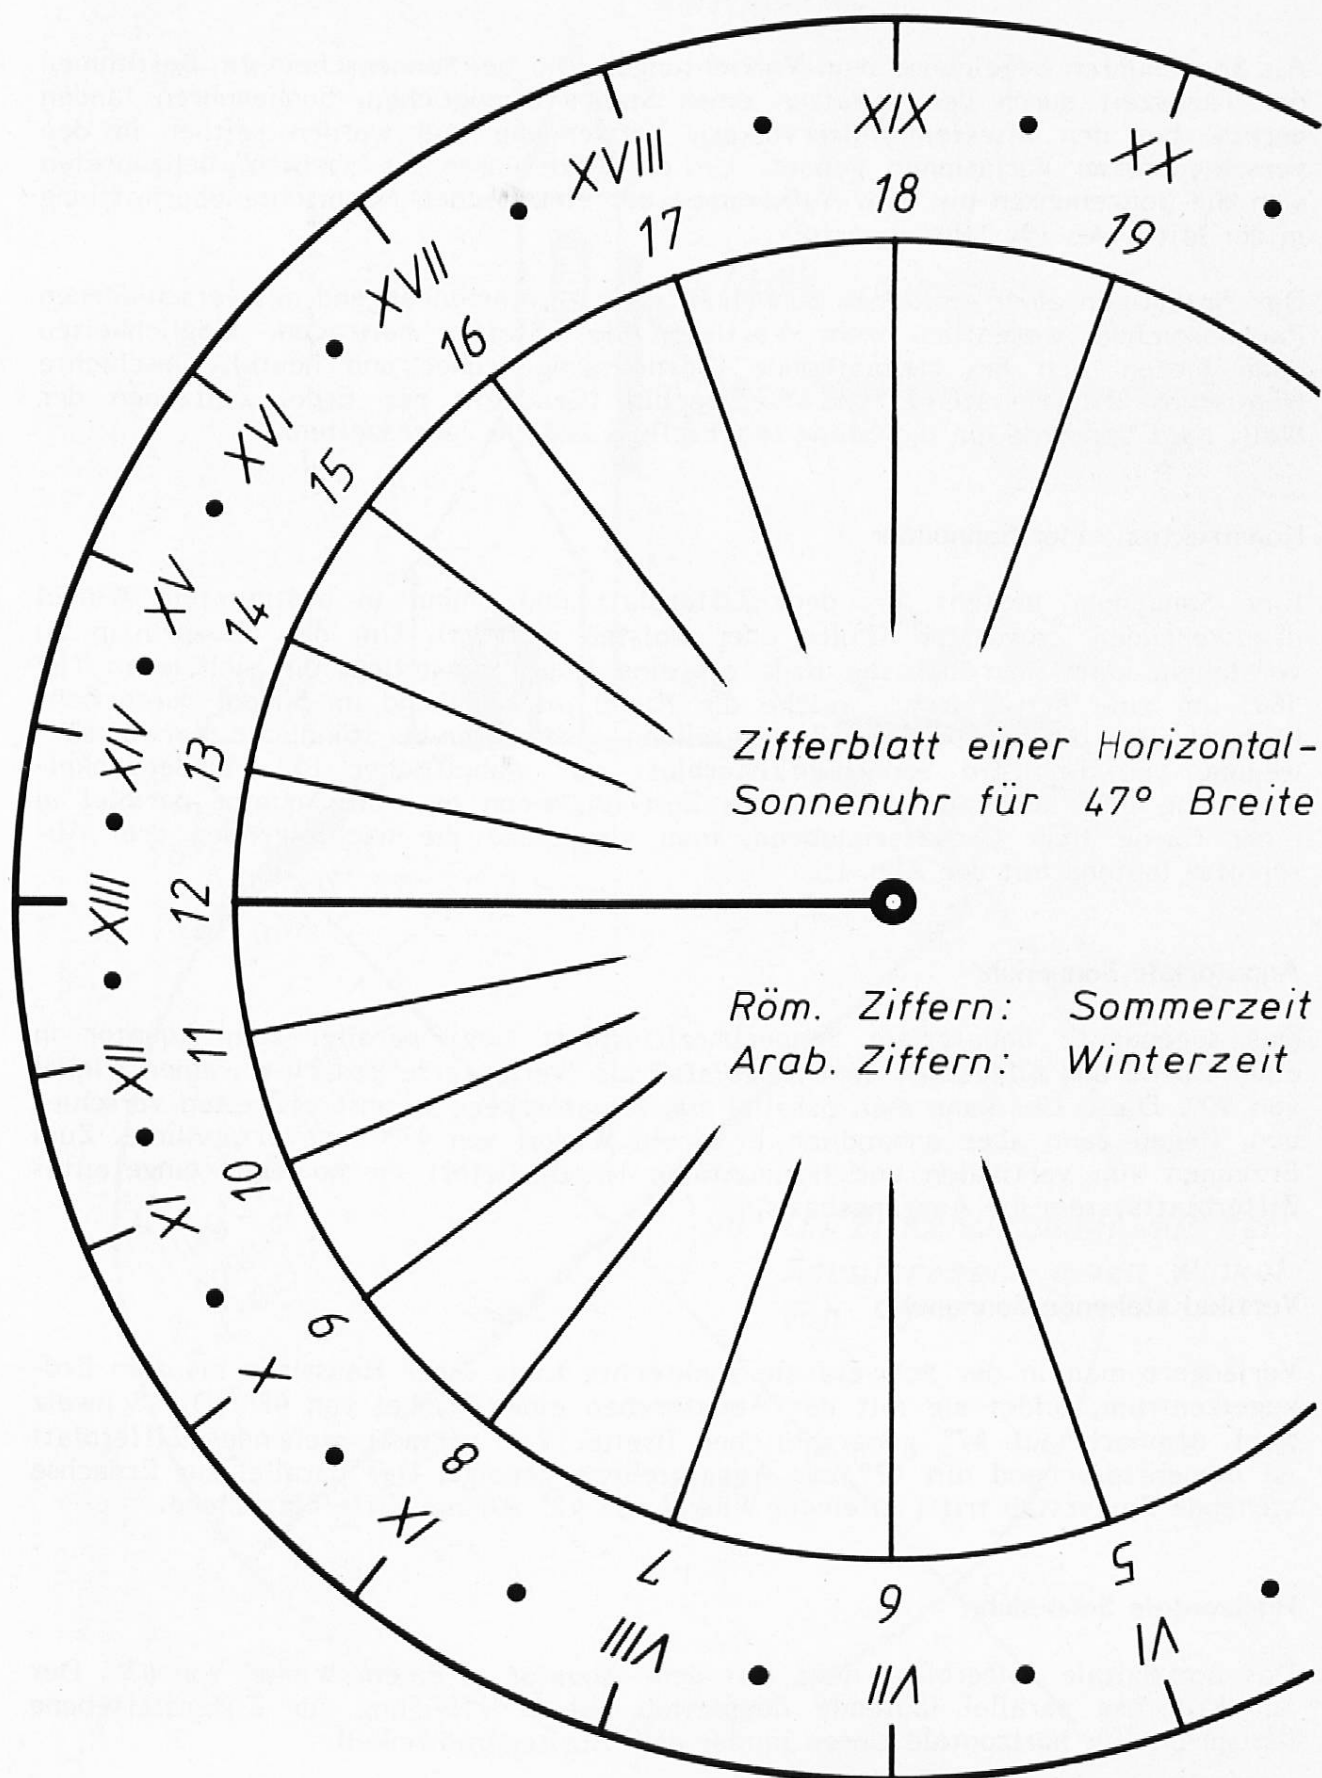 XVIII
XIX
XX
17
18
19
XVII
16
XVI
15
XV
14
XIV
13
Zifferblatt einer Horizontal-
Sonnenuhr für 47° Breite
XIII
12
Röm. Ziffern: Sommerzeit
Arab. Ziffern: Winterzeit
XII
11
XI
10
X
9
IX
8
VIII
7
VII
6
VI
5